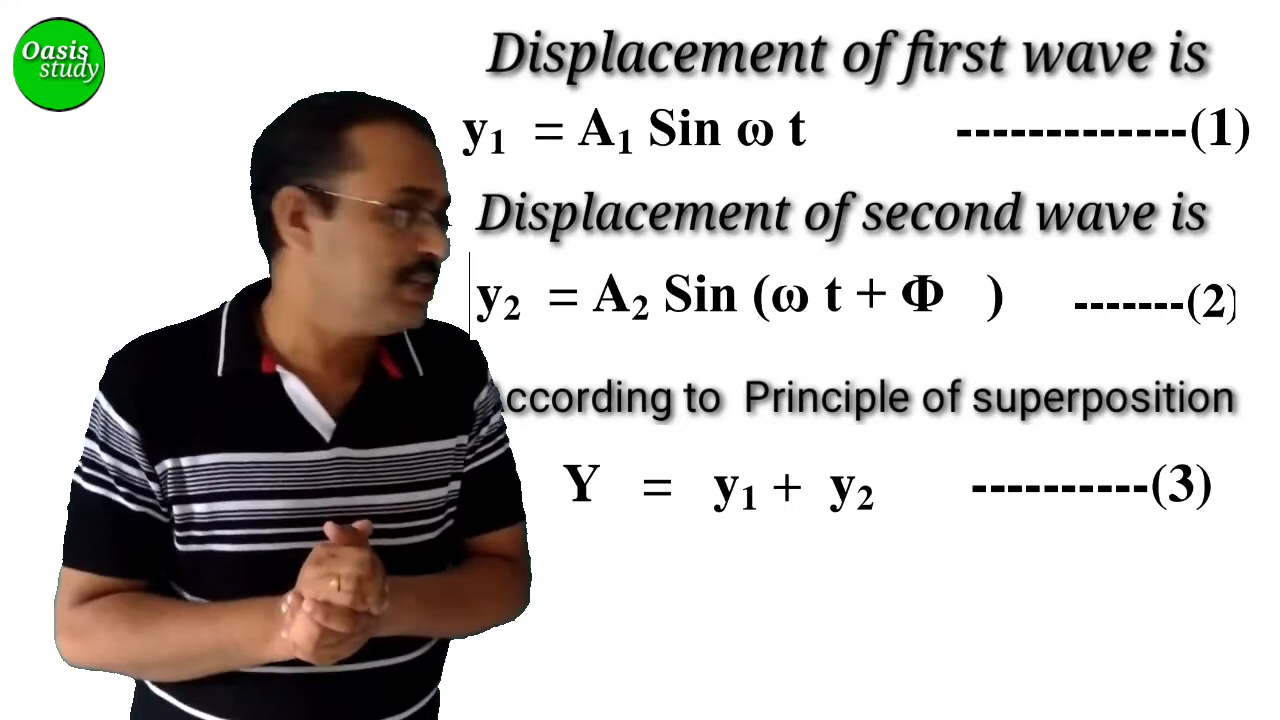 Oasis
study
Displacement of first wave is
y₁ = A₁ Sin ω t -------------(1)
Displacement of second wave is
y₂ = A₂ Sin (ω t + Φ ) -------(2)
ccording to Principle of superposition
Y = y₁ + y₂ ----------(3)